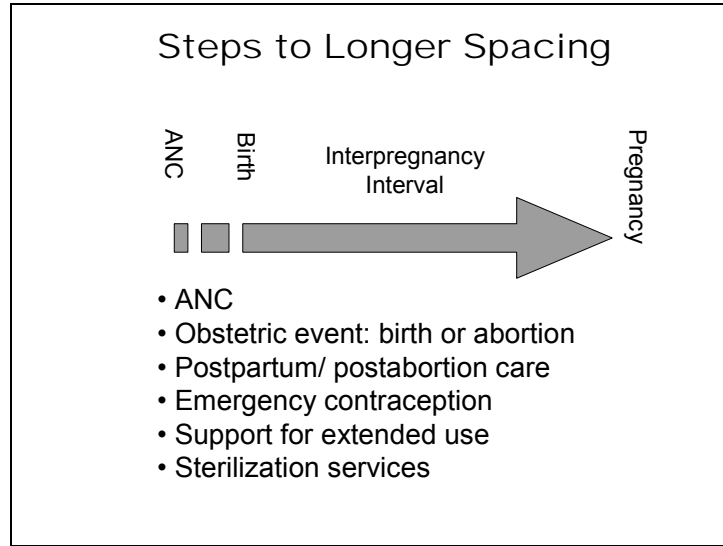 Steps to Longer Spacing
ANC
Birth
Interpregnancy
Interval
Pregnancy
• ANC
• Obstetric event: birth or abortion
• Postpartum/ postabortion care
• Emergency contraception
• Support for extended use
• Sterilization services